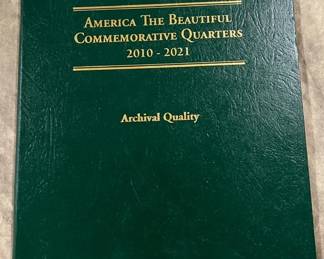 America The Beautiful
Commemorative Quarters
2010 - 2021
Archival Quality